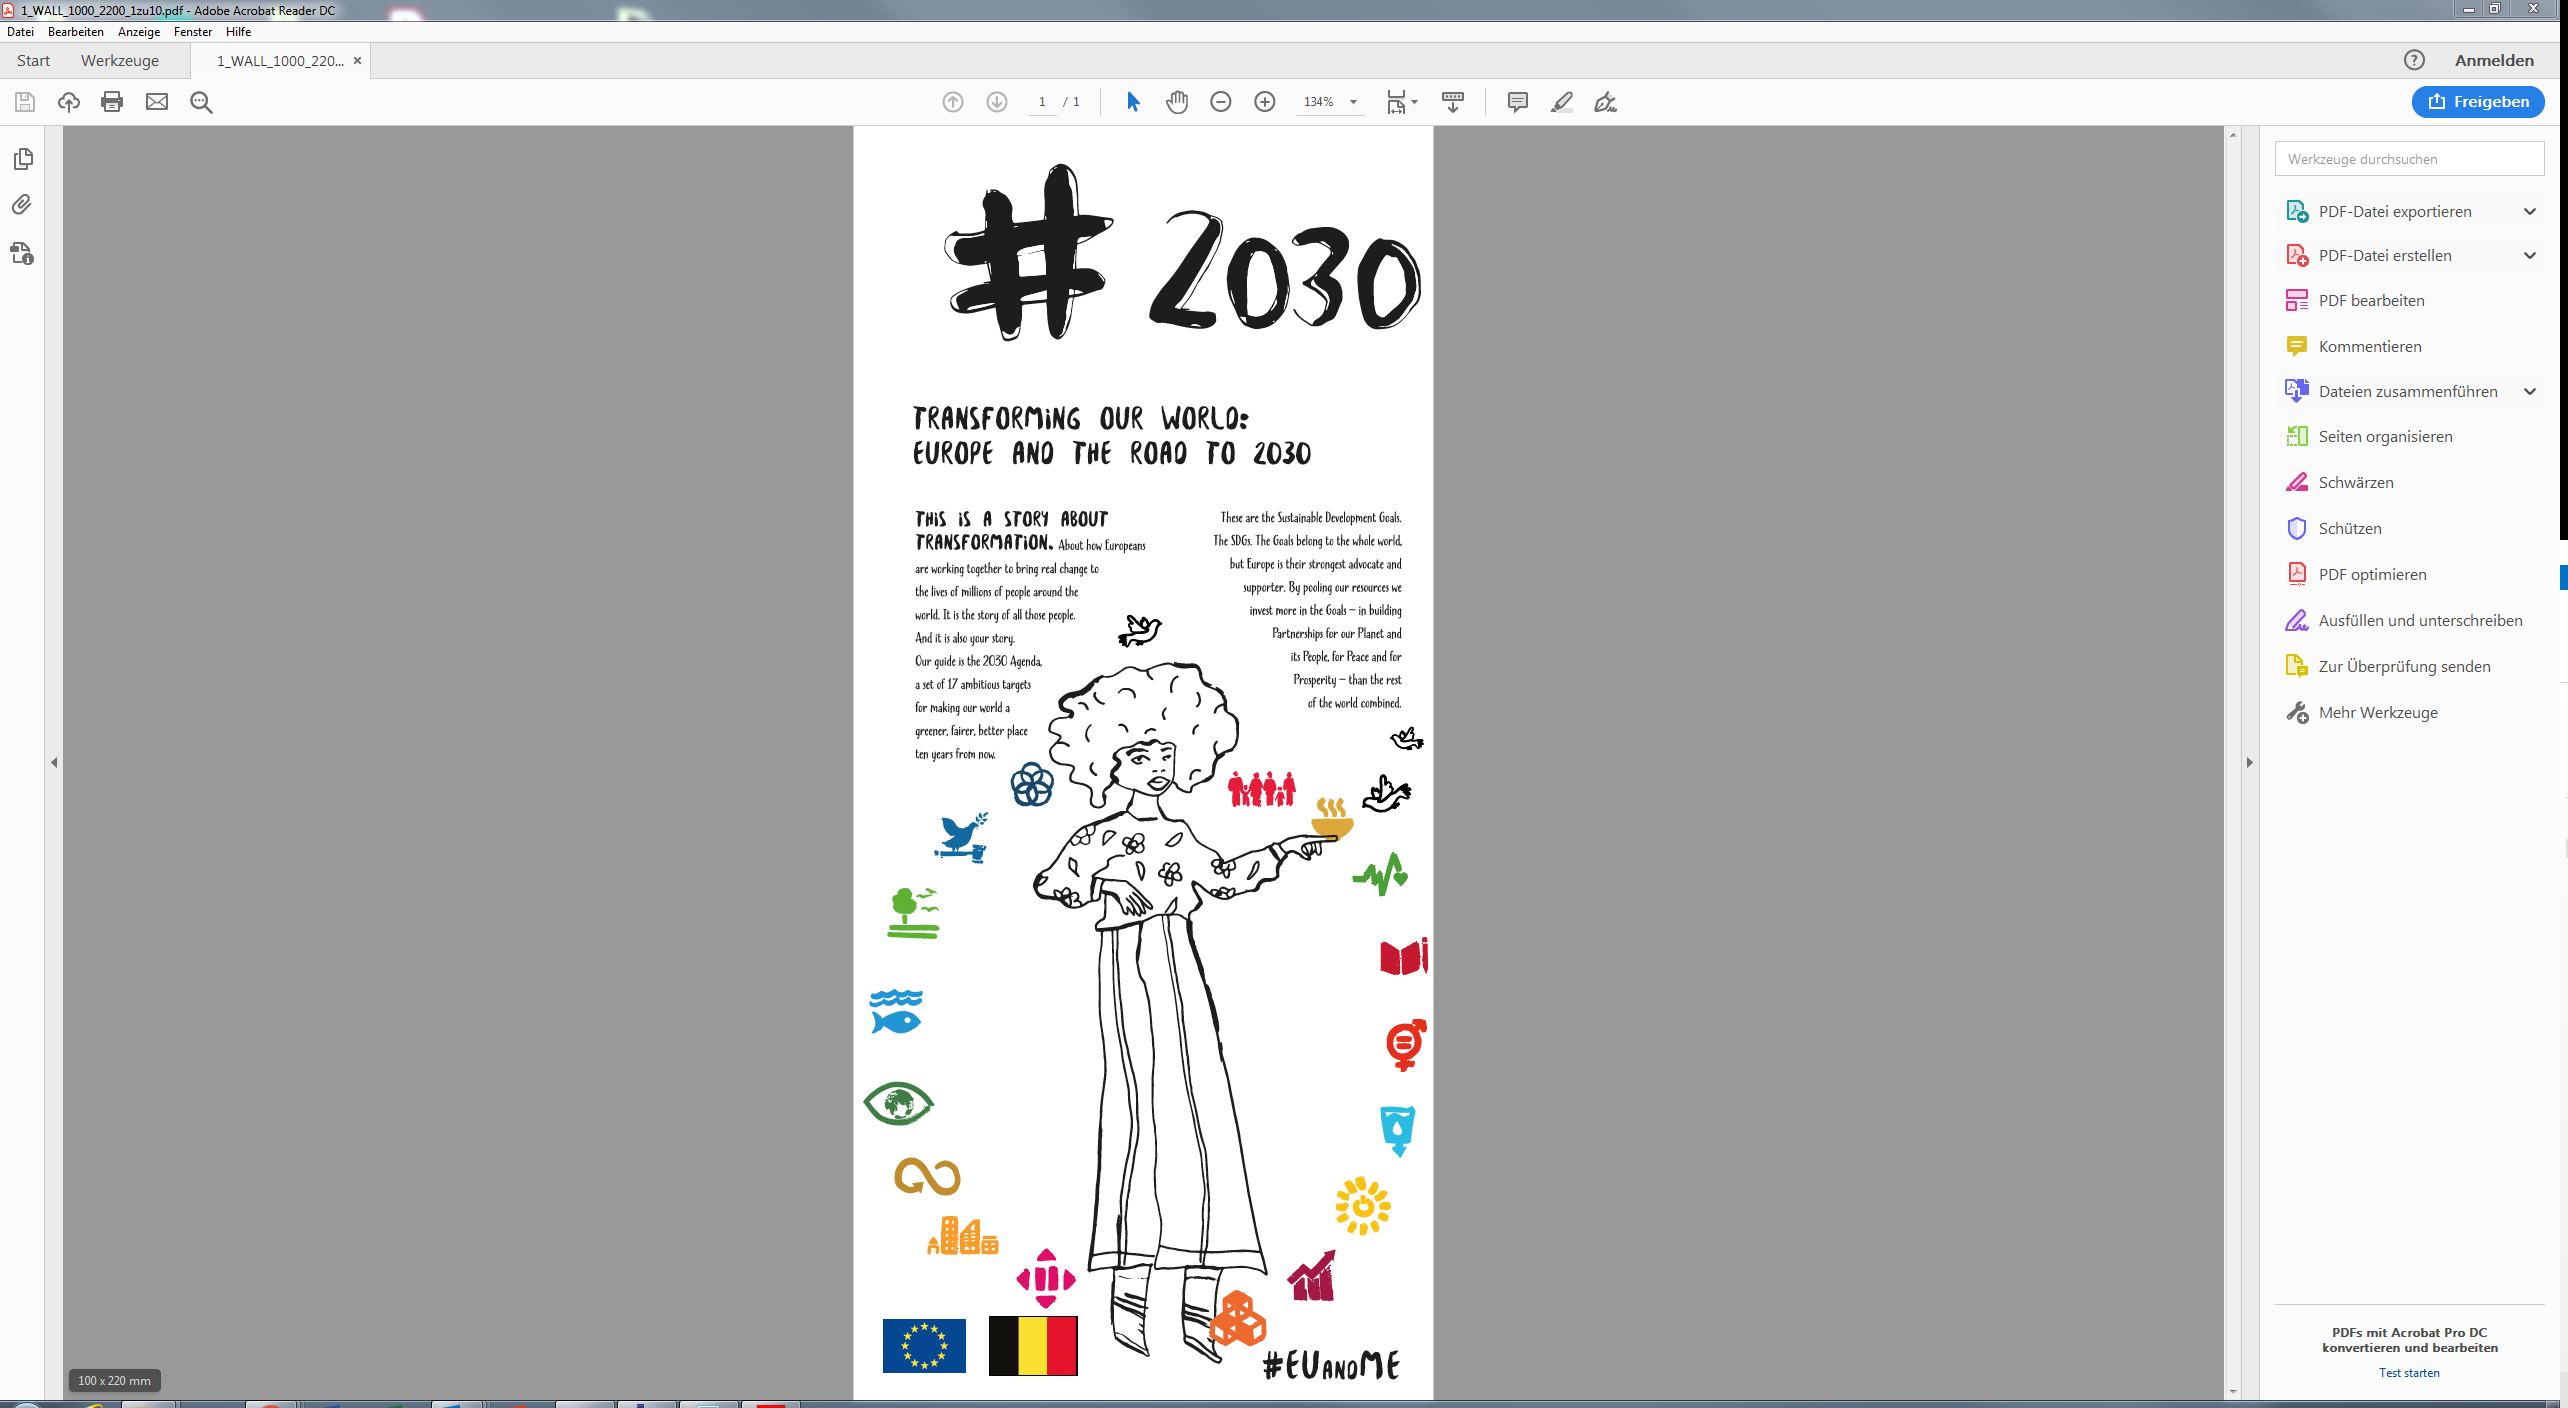 1_WALL_1000_2200_1zu10.pdf - Adobe Acrobat Reader DC
Datei Bearbeiten Anzeige Fenster Hilfe
Start Werkzeuge 1_WALL_1000_220... ×
? Anmelden
1 / 1 134%
Freigeben
# 2030
TRANSFORMING OUR WORLD:
EUROPE AND THE ROAD TO 2030
THIS IS A STORY ABOUT
TRANSFORMATION. About how Europeans
are working together to bring real change to
the lives of millions of people around the
world. It is the story of all those people.
And it is also your story.
Our guide is the 2030 Agenda,
a set of 17 ambitious targets
for making our world a
greener, fairer, better place
ten years from now.
These are the Sustainable Development Goals.
The SDGs. The Goals belong to the whole world,
but Europe is their strongest advocate and
supporter. By pooling our resources we
invest more in the Goals – in building
Partnerships for our Planet and
its People, for Peace and for
Prosperity – than the rest
of the world combined.
#EUANDME
100 x 220 mm
Werkzeuge durchsuchen
PDF-Datei exportieren
PDF-Datei erstellen
PDF bearbeiten
Kommentieren
Dateien zusammenführen
Seiten organisieren
Schwärzen
Schützen
PDF optimieren
Ausfüllen und unterschreiben
Zur Überprüfung senden
Mehr Werkzeuge
PDFs mit Acrobat Pro DC
konvertieren und bearbeiten
Test starten